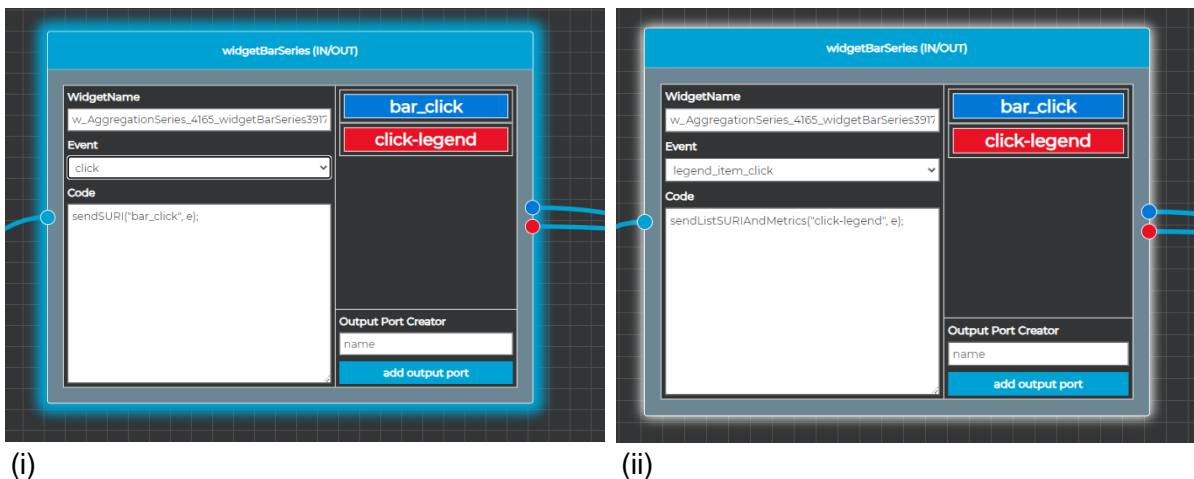 widgetBarSeries (IN/OUT)
WidgetName
w_AggregationSeries_4165_widgetBarSeries3917
bar_click
click-legend
Event
click
Code
sendSURI("bar_click", e);
Output Port Creator
name
add output port
(i)
widgetBarSeries (IN/OUT)
WidgetName
w_AggregationSeries_4165_widgetBarSeries3917
bar_click
click-legend
Event
legend_item_click
Code
sendListSURIAndMetrics("click-legend", e);
Output Port Creator
name
add output port
(ii)